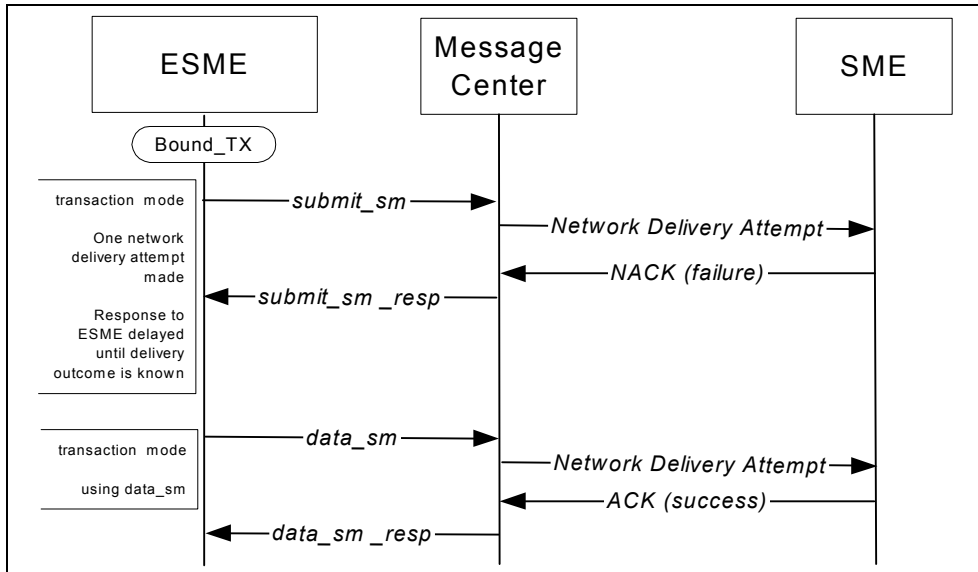 ESME
Message
Center
SME
Bound_TX
transaction mode
submit_sm
One network
delivery attempt
made
Network Delivery Attempt
NACK (failure)
submit_sm _resp
Response to
ESME delayed
until delivery
outcome is known
data_sm
transaction mode
using data_sm
Network Delivery Attempt
ACK (success)
data_sm _resp